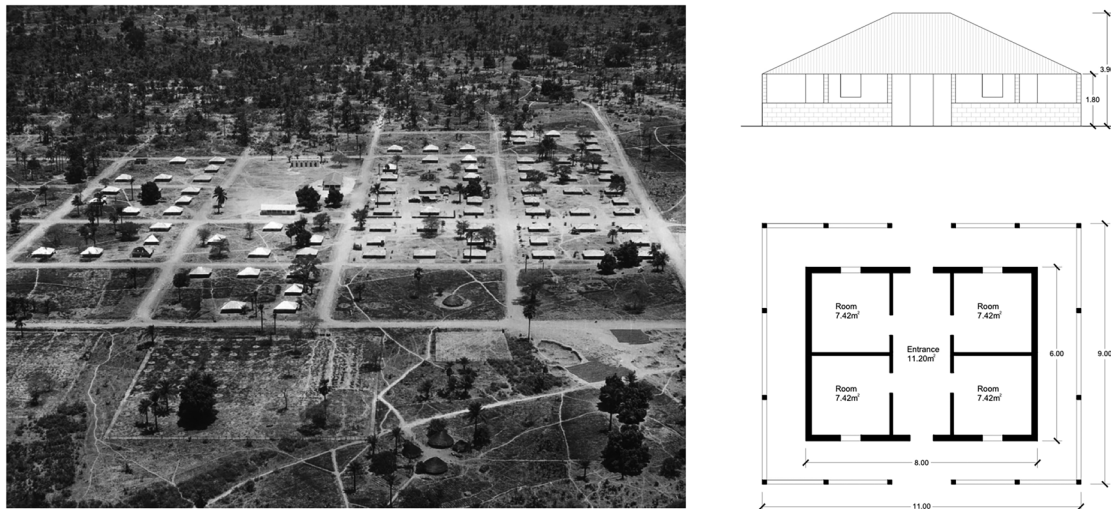 3.90
1.80
Room
7.42m²
Room
7.42m²
Entrance
11.20m²
Room
7.42m²
Room
7.42m²
6.00
9.00
8.00
11.00